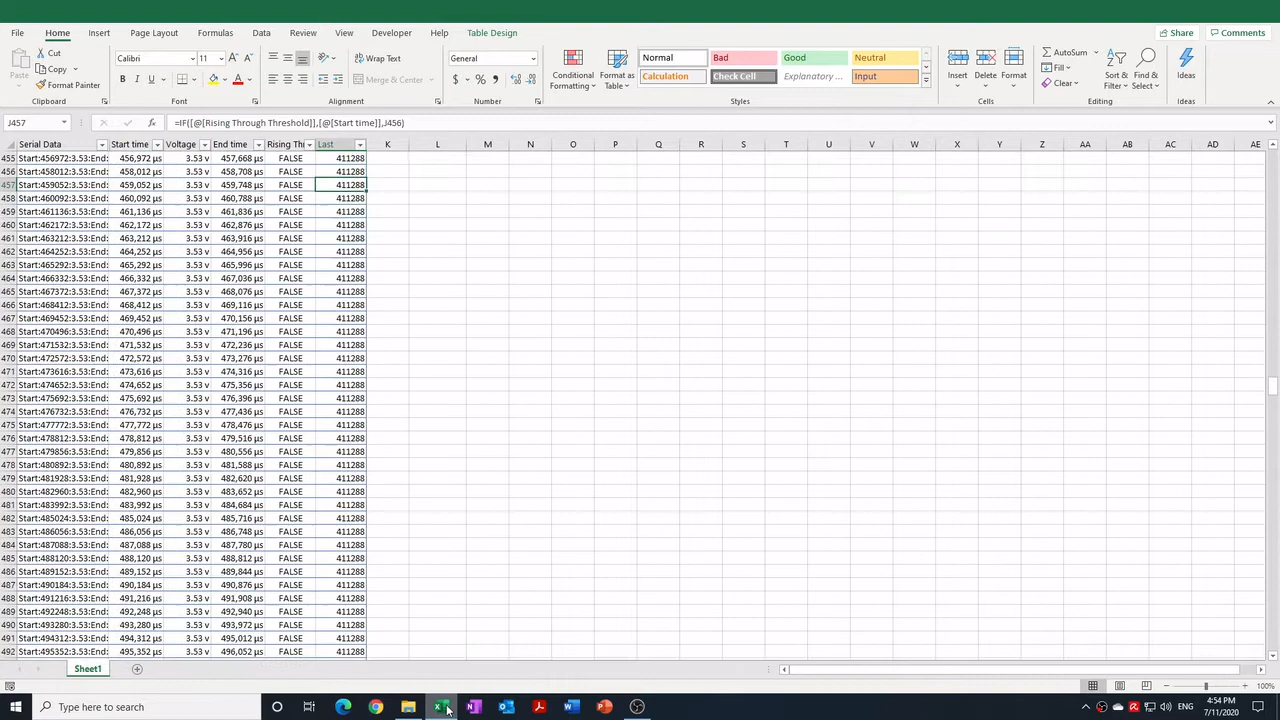 File Home Insert Page Layout Formulas Data Review View Developer Help Table Design Share Comments
Paste Cut Copy Format Painter Clipboard
Calibri 11 B I U Font
Wrap Text Merge & Center Alignment
General $ % Number
Conditional Formatting Format as Table
Normal Bad Good Neutral
Calculation Check Cell Explanatory ... Input
Styles
Insert Delete Format Cells
AutoSum Fill Clear Sort & Filter Find & Select Editing
Ideas Ideas
J457 =IF([@[Rising Through Threshold]],[@[Start time]],J456)
Serial Data Start time Voltage End time Rising Thr Last K L M N O P Q R S T U V W X Y Z AA AB AC AD AE
455 Start:456972:3.53:End: 456,972 µs 3.53 v 457,668 µs FALSE 411288
456 Start:458012:3.53:End: 458,012 µs 3.53 v 458,708 µs FALSE 411288
457 Start:459052:3.53:End: 459,052 µs 3.53 v 459,748 µs FALSE 411288
458 Start:460092:3.53:End: 460,092 µs 3.53 v 460,788 µs FALSE 411288
459 Start:461136:3.53:End: 461,136 µs 3.53 v 461,836 µs FALSE 411288
460 Start:462172:3.53:End: 462,172 µs 3.53 v 462,876 µs FALSE 411288
461 Start:463212:3.53:End: 463,212 µs 3.53 v 463,916 µs FALSE 411288
462 Start:464252:3.53:End: 464,252 µs 3.53 v 464,956 µs FALSE 411288
463 Start:465292:3.53:End: 465,292 µs 3.53 v 465,996 µs FALSE 411288
464 Start:466332:3.53:End: 466,332 µs 3.53 v 467,036 µs FALSE 411288
465 Start:467372:3.53:End: 467,372 µs 3.53 v 468,076 µs FALSE 411288
466 Start:468412:3.53:End: 468,412 µs 3.53 v 469,116 µs FALSE 411288
467 Start:469452:3.53:End: 469,452 µs 3.53 v 470,156 µs FALSE 411288
468 Start:470496:3.53:End: 470,496 µs 3.53 v 471,196 µs FALSE 411288
469 Start:471532:3.53:End: 471,532 µs 3.53 v 472,236 µs FALSE 411288
470 Start:472572:3.53:End: 472,572 µs 3.53 v 473,276 µs FALSE 411288
471 Start:473616:3.53:End: 473,616 µs 3.53 v 474,316 µs FALSE 411288
472 Start:474652:3.53:End: 474,652 µs 3.53 v 475,356 µs FALSE 411288
473 Start:475692:3.53:End: 475,692 µs 3.53 v 476,396 µs FALSE 411288
474 Start:476732:3.53:End: 476,732 µs 3.53 v 477,436 µs FALSE 411288
475 Start:477772:3.53:End: 477,772 µs 3.53 v 478,476 µs FALSE 411288
476 Start:478812:3.53:End: 478,812 µs 3.53 v 479,516 µs FALSE 411288
477 Start:479856:3.53:End: 479,856 µs 3.53 v 480,556 µs FALSE 411288
478 Start:480892:3.53:End: 480,892 µs 3.53 v 481,588 µs FALSE 411288
479 Start:481928:3.53:End: 481,928 µs 3.53 v 482,620 µs FALSE 411288
480 Start:482960:3.53:End: 482,960 µs 3.53 v 483,652 µs FALSE 411288
481 Start:483992:3.53:End: 483,992 µs 3.53 v 484,684 µs FALSE 411288
482 Start:485024:3.53:End: 485,024 µs 3.53 v 485,716 µs FALSE 411288
483 Start:486056:3.53:End: 486,056 µs 3.53 v 486,748 µs FALSE 411288
484 Start:487088:3.53:End: 487,088 µs 3.53 v 487,780 µs FALSE 411288
485 Start:488120:3.53:End: 488,120 µs 3.53 v 488,812 µs FALSE 411288
486 Start:489152:3.53:End: 489,152 µs 3.53 v 489,844 µs FALSE 411288
487 Start:490184:3.53:End: 490,184 µs 3.53 v 490,876 µs FALSE 411288
488 Start:491216:3.53:End: 491,216 µs 3.53 v 491,908 µs FALSE 411288
489 Start:492248:3.53:End: 492,248 µs 3.53 v 492,940 µs FALSE 411288
490 Start:493280:3.53:End: 493,280 µs 3.53 v 493,972 µs FALSE 411288
491 Start:494312:3.53:End: 494,312 µs 3.53 v 495,012 µs FALSE 411288
492 Start:495352:3.53:End: 495,352 µs 3.53 v 496,052 µs FALSE 411288
Sheet1
100%
Type here to search ENG 4:54 PM
7/11/2020